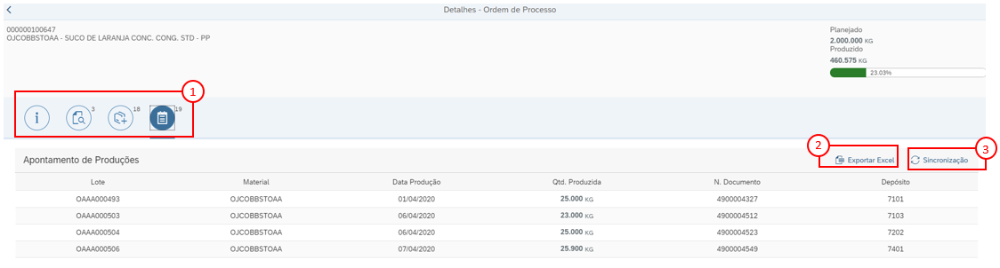 Detalhes - Ordem de Processo
000000100647
OJCOBBSTOAA - SUCO DE LARANJA CONC. CONG. STD - PP
Planejado
2.000.000 KG
Produzido
460.575 KG
23.03%
1
3
18
19
2
3
Apontamento de Produções
Exportar Excel
Sincronização
Lote Material Data Produção Qtd. Produzida N. Documento Depósito
OAAA000493 OJCOBBSTOAA 01/04/2020 25.000 KG 4900004327 7101
OAAA000503 OJCOBBSTOAA 06/04/2020 23.000 KG 4900004512 7103
OAAA000504 OJCOBBSTOAA 06/04/2020 25.000 KG 4900004523 7202
OAAA000506 OJCOBBSTOAA 07/04/2020 25.900 KG 4900004549 7401